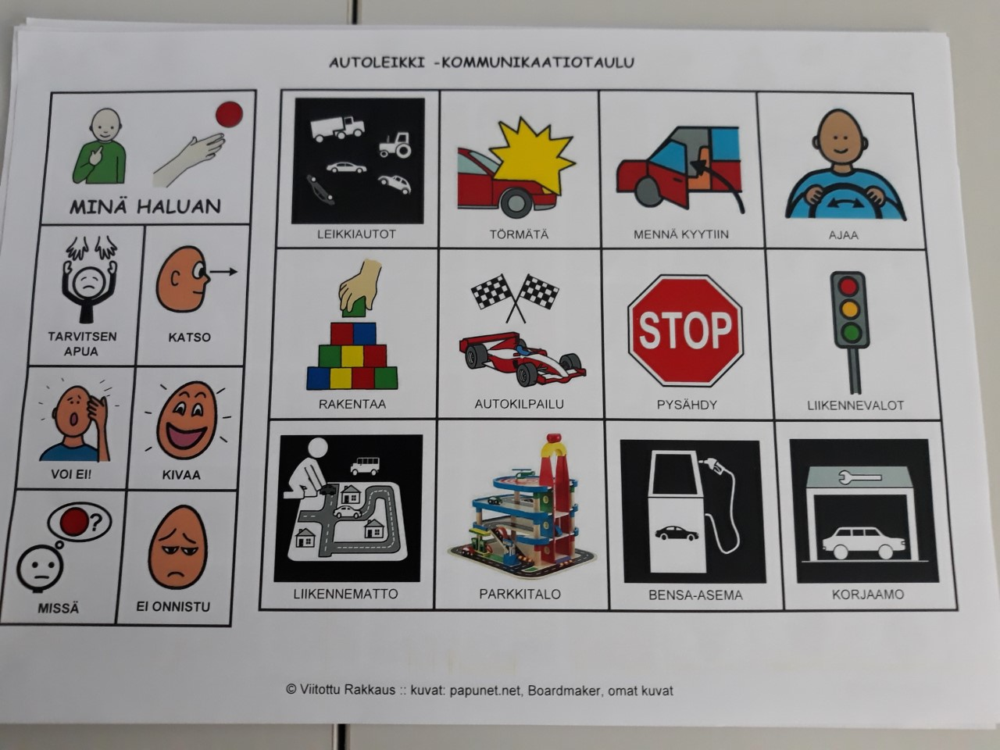 AUTOLEIKKI -KOMMUNIKAATIOTAULU
MINÄ HALUAN
TARVITSEN
APUA
KATSO
VOI EI!
KIVAA
?
MISSÄ
EI ONNISTU
LEIKKIAUTOT
TÖRMÄTÄ
MENNÄ KYYTIIN
AJAA
RAKENTAA
AUTOKILPAILU
STOP
PYSÄHDY
LIIKENNEVALOT
LIIKENNEMATTO
PARKKITALO
BENSA-ASEMA
KORJAAMO
© Viitottu Rakkaus :: kuvat: papunet.net, Boardmaker, omat kuvat